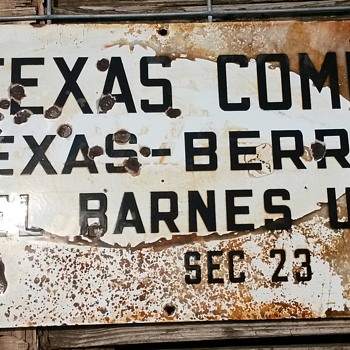 TEXAS COM
EXAS-BERR
EL BARNES U
SEC 23